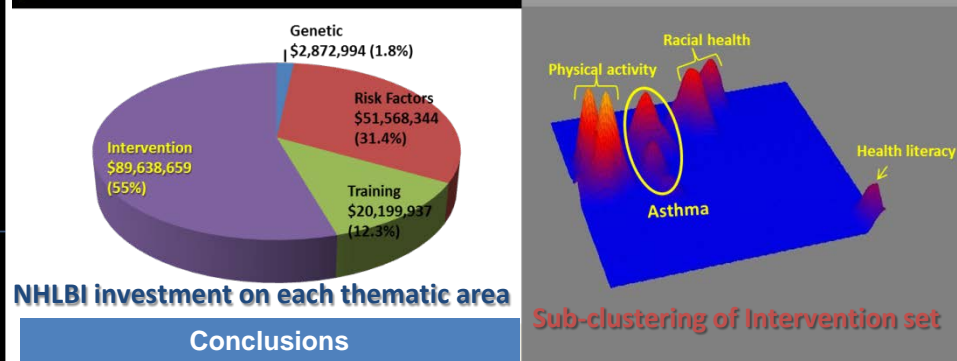 Genetic
$2,872,994 (1.8%)
Risk Factors
$51,568,344
(31.4%)
Intervention
$89,638,659
(55%)
Training
$20,199,937
(12.3%)
NHLBI investment on each thematic area
Conclusions
Racial health
Physical activity
Health literacy
Asthma
Sub-clustering of Intervention set